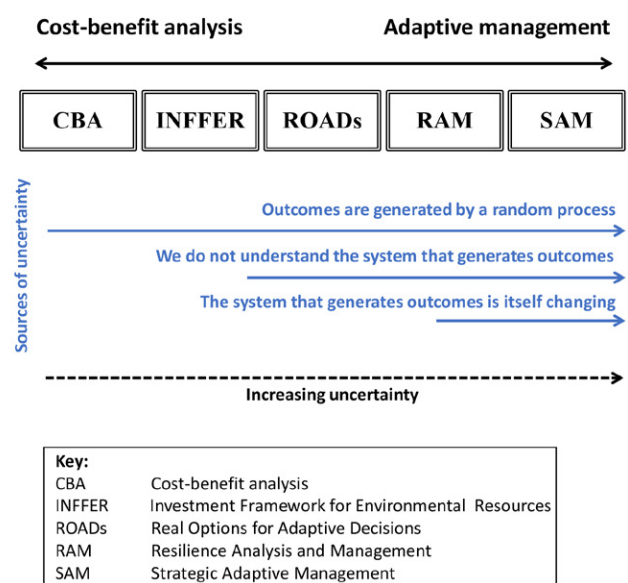 Cost-benefit analysis
Adaptive management
CBA
INFFER
ROADs
RAM
SAM
Sources of uncertainty
Outcomes are generated by a random process
We do not understand the system that generates outcomes
The system that generates outcomes is itself changing
Increasing uncertainty
Key:
CBA Cost-benefit analysis
INFFER Investment Framework for Environmental Resources
ROADs Real Options for Adaptive Decisions
RAM Resilience Analysis and Management
SAM Strategic Adaptive Management